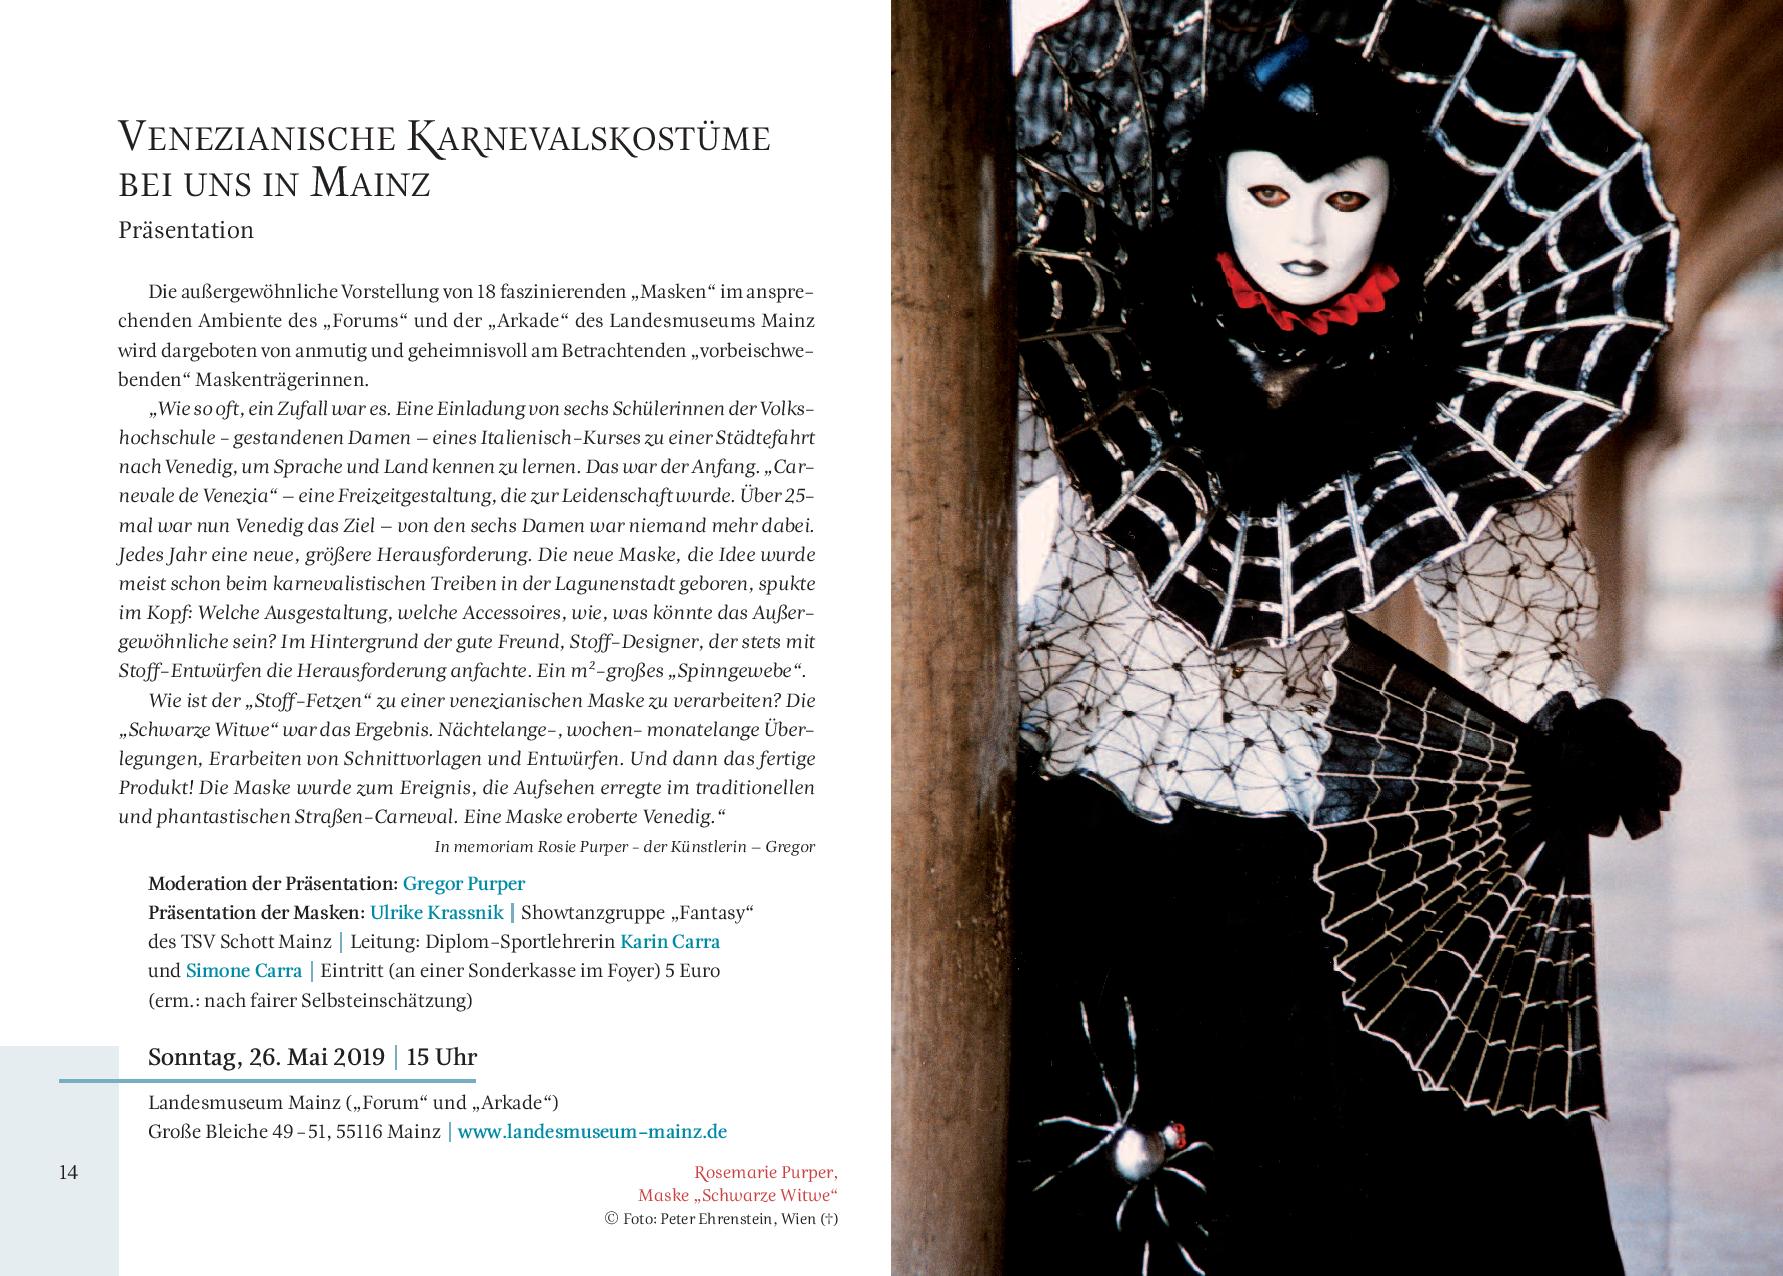 Venezianische Karnevalskostüme
bei uns in Mainz
Präsentation
Die außergewöhnliche Vorstellung von 18 faszinierenden „Masken“ im anspre-
chenden Ambiente des „Forums“ und der „Arkade“ des Landesmuseums Mainz
wird dargeboten von anmutig und geheimnisvoll am Betrachtenden „vorbeischwe-
benden“ Maskenträgerinnen.
„Wie so oft, ein Zufall war es. Eine Einladung von sechs Schülerinnen der Volks-
hochschule - gestandenen Damen – eines Italienisch-Kurses zu einer Städtefahrt
nach Venedig, um Sprache und Land kennen zu lernen. Das war der Anfang. „Car-
nevale de Venezia“ – eine Freizeitgestaltung, die zur Leidenschaft wurde. Über 25-
mal war nun Venedig das Ziel – von den sechs Damen war niemand mehr dabei.
Jedes Jahr eine neue, größere Herausforderung. Die neue Maske, die Idee wurde
meist schon beim karnevalistischen Treiben in der Lagunenstadt geboren, spukte
im Kopf: Welche Ausgestaltung, welche Accessoires, wie, was könnte das Außer-
gewöhnliche sein? Im Hintergrund der gute Freund, Stoff-Designer, der stets mit
Stoff-Entwürfen die Herausforderung anfachte. Ein m²-großes „Spinngewebe“.
Wie ist der „Stoff-Fetzen“ zu einer venezianischen Maske zu verarbeiten? Die
„Schwarze Witwe“ war das Ergebnis. Nächtelange-, wochen- monatelange Über-
legungen, Erarbeiten von Schnittvorlagen und Entwürfen. Und dann das fertige
Produkt! Die Maske wurde zum Ereignis, die Aufsehen erregte im traditionellen
und phantastischen Straßen-Carneval. Eine Maske eroberte Venedig.“
In memoriam Rosie Purper - der Künstlerin – Gregor
Moderation der Präsentation: Gregor Purper
Präsentation der Masken: Ulrike Krassnik | Showtanzgruppe „Fantasy“
des TSV Schott Mainz | Leitung: Diplom-Sportlehrerin Karin Carra
und Simone Carra | Eintritt (an einer Sonderkasse im Foyer) 5 Euro
(erm.: nach fairer Selbsteinschätzung)
Sonntag, 26. Mai 2019 | 15 Uhr
Landesmuseum Mainz („Forum“ und „Arkade“)
Große Bleiche 49-51, 55116 Mainz | www.landesmuseum-mainz.de
14
Rosemarie Purper,
Maske „Schwarze Witwe“
© Foto: Peter Ehrenstein, Wien (†)